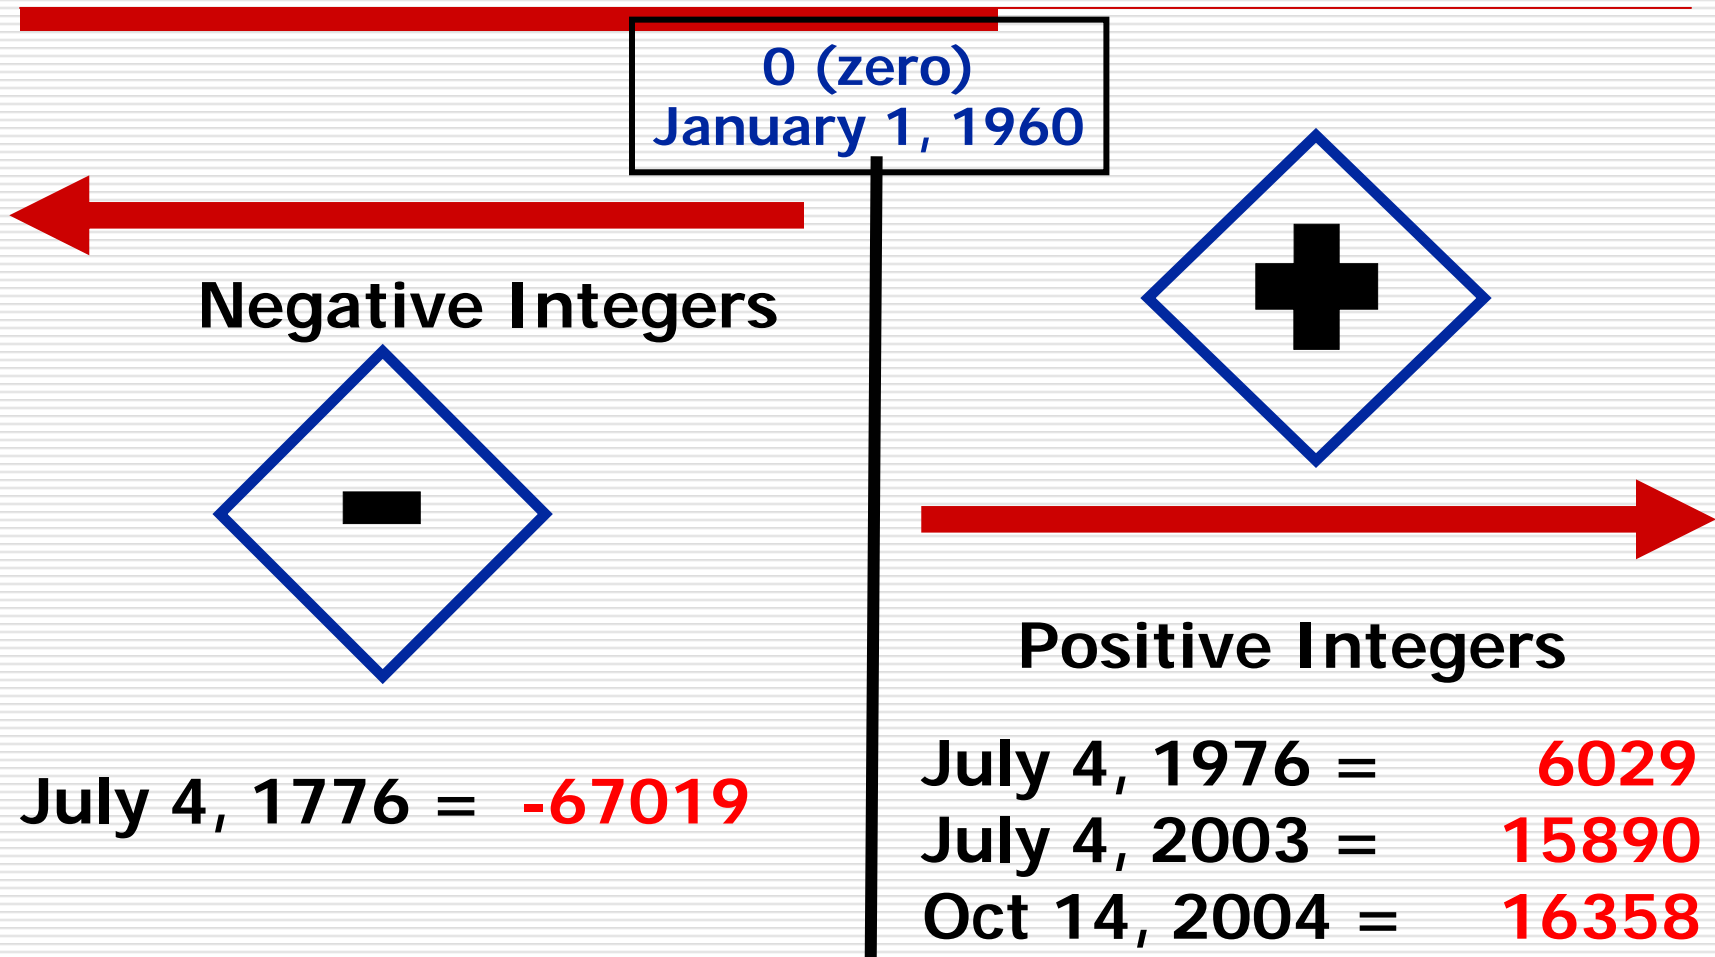 0 (zero)
January 1, 1960
Negative Integers
-
July 4, 1776 = -67019
+
Positive Integers
July 4, 1976 = 6029
July 4, 2003 = 15890
Oct 14, 2004 = 16358